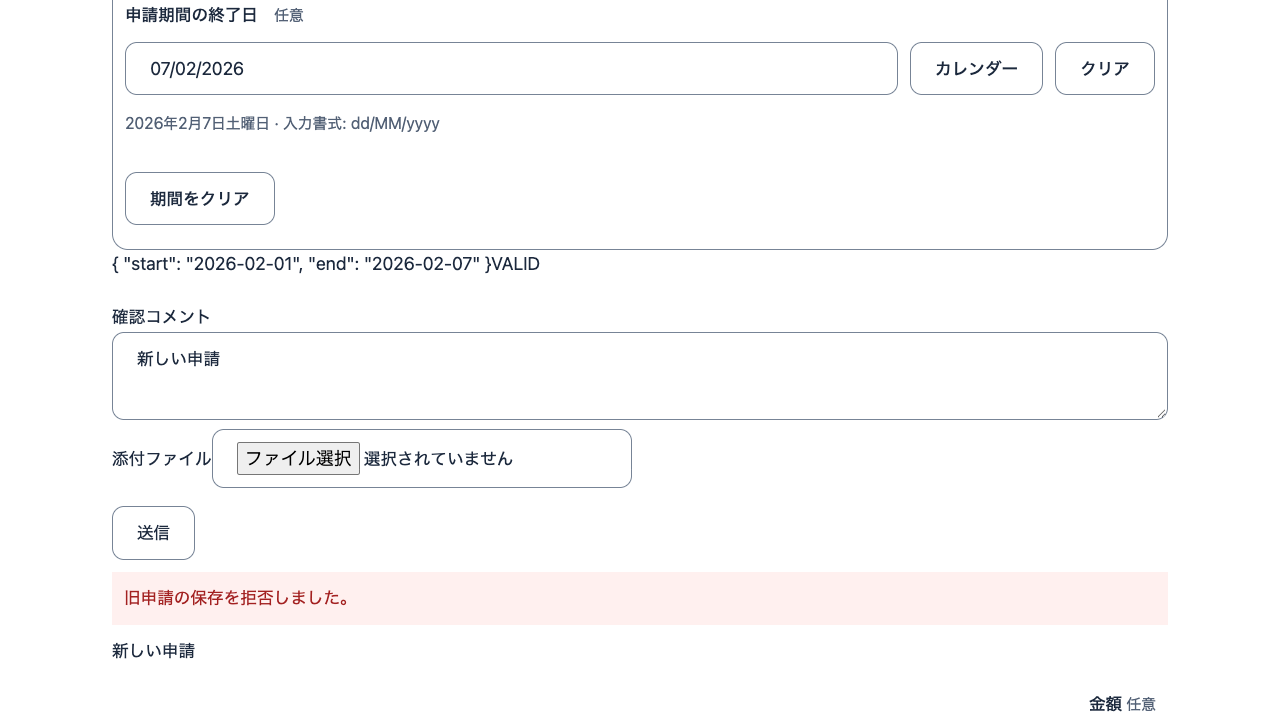 申請期間の終了日 任意
07/02/2026 カレンダー クリア
2026年2月7日土曜日 · 入力書式: dd/MM/yyyy
期間をクリア
{ "start": "2026-02-01", "end": "2026-02-07" }VALID
確認コメント
新しい申請
添付ファイル ファイル選択 選択されていません
送信
旧申請の保存を拒否しました。
新しい申請
金額 任意